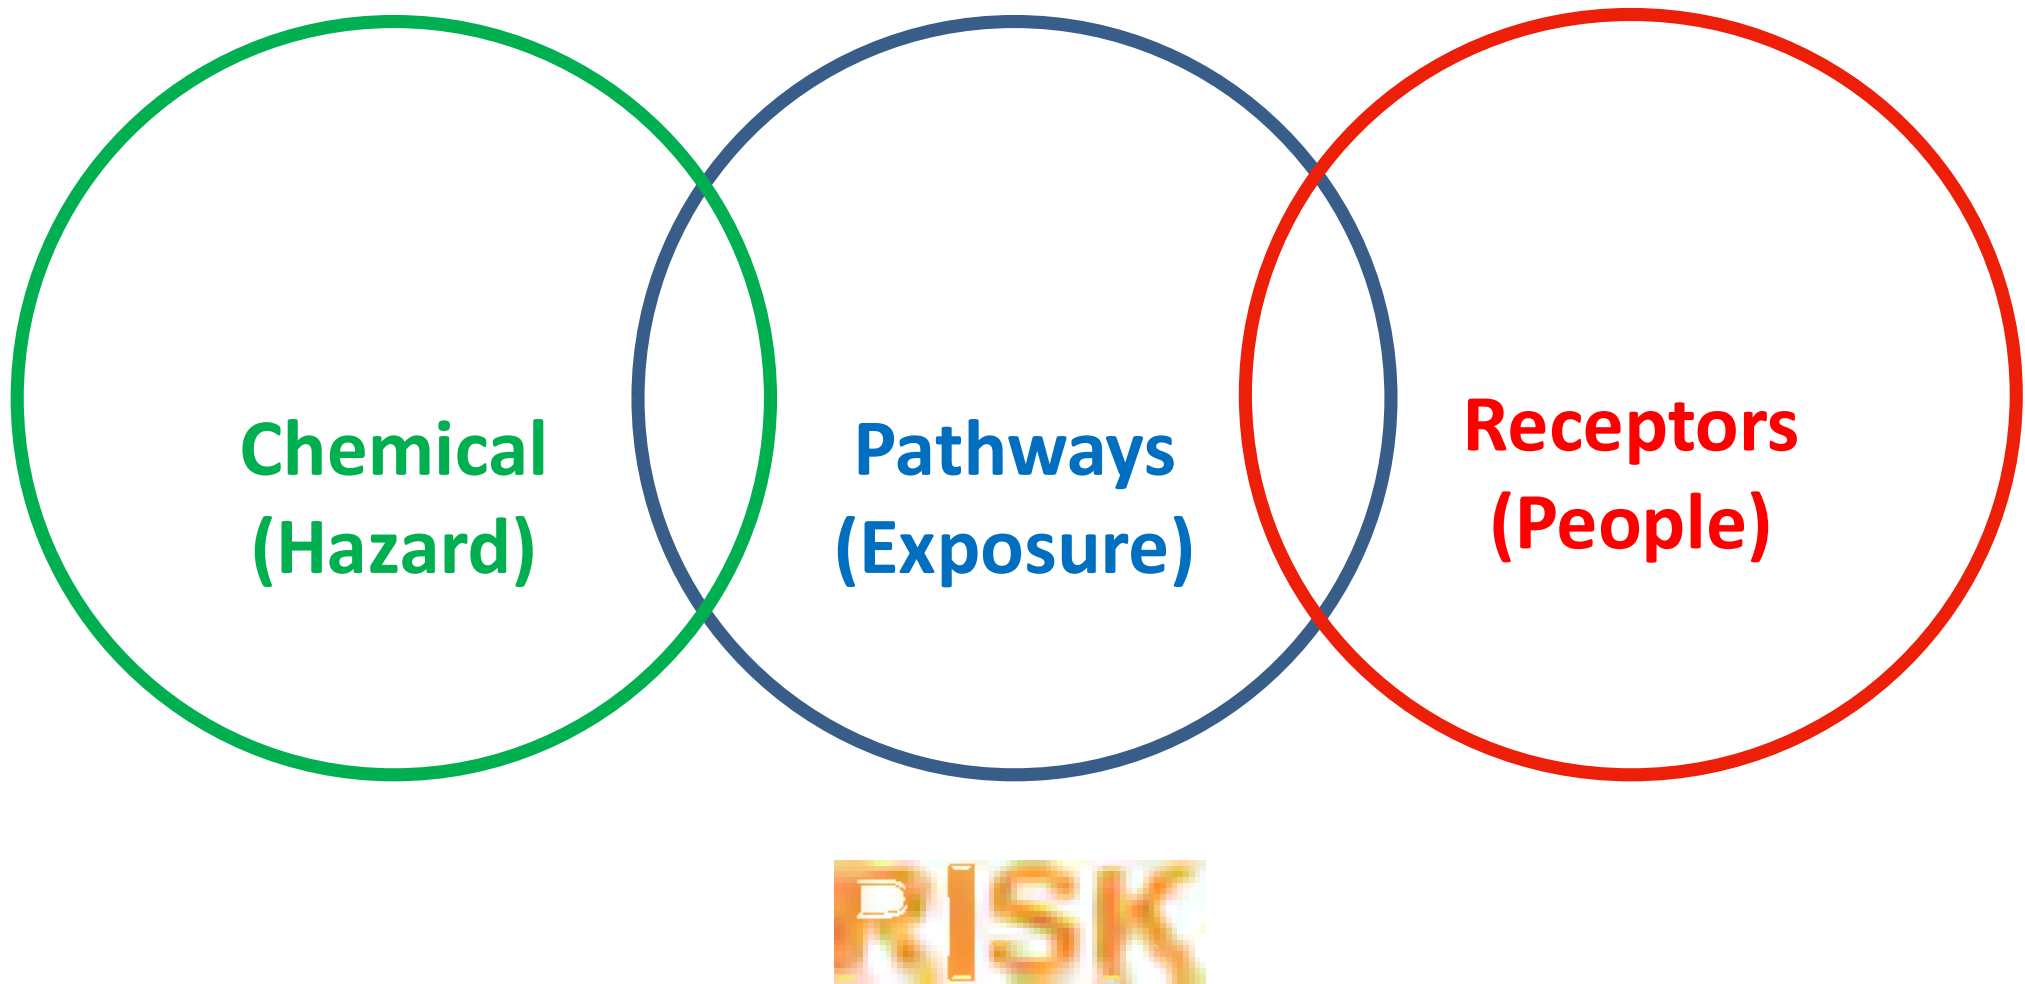 Chemical
(Hazard)
Pathways
(Exposure)
Receptors
(People)
RISK